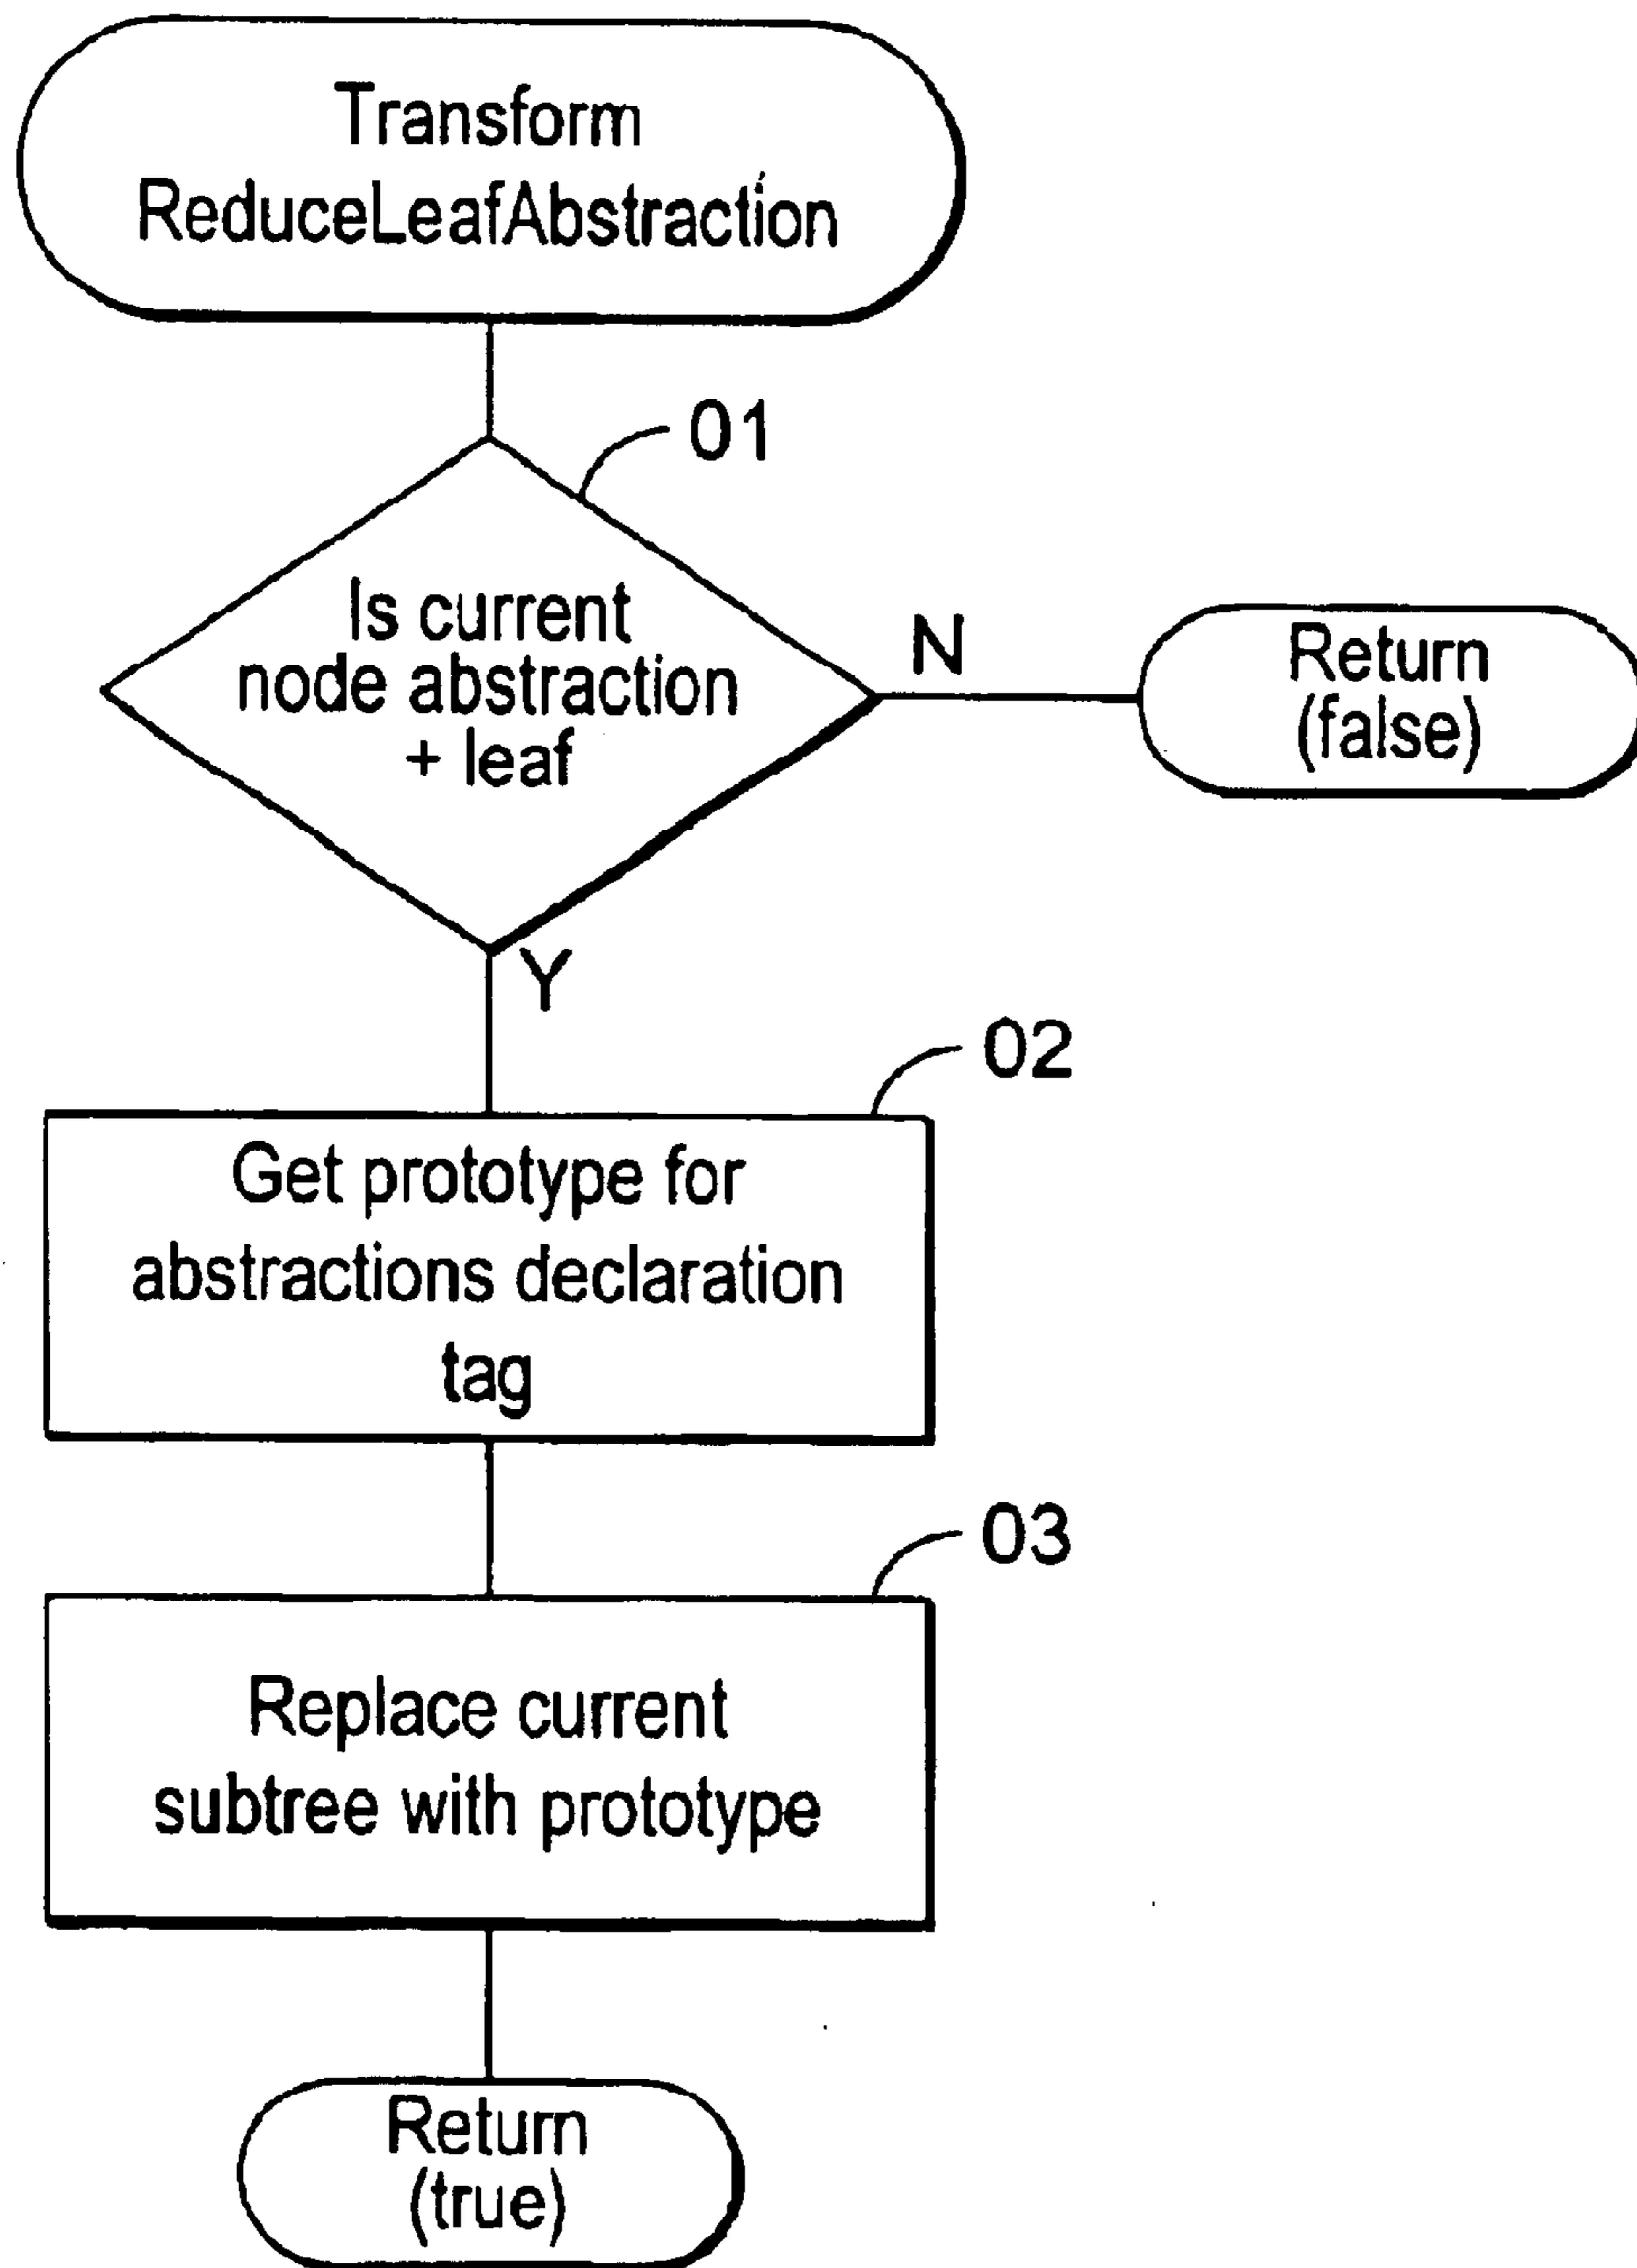 Transform
ReduceLeafAbstraction
01
Is current
node abstraction
+ leaf
N
Return
(false)
Y
02
Get prototype for
abstractions declaration
tag
03
Replace current
subtree with prototype
Return
(true)